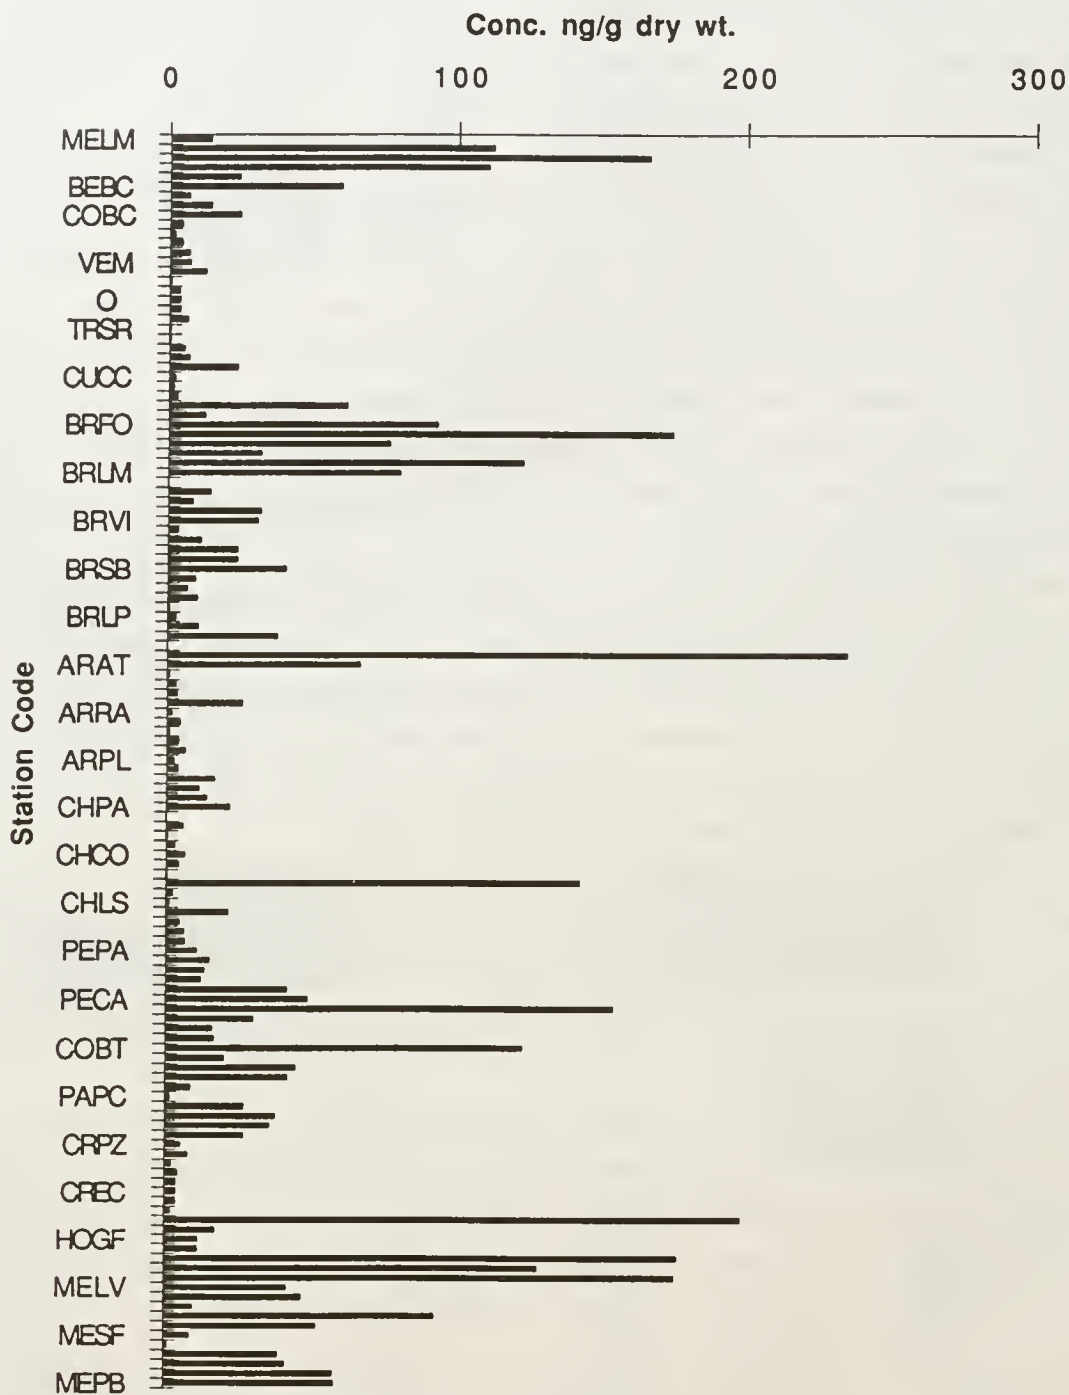 Conc. ng/g dry wt.
0 100 200 300
MELM
BEBC
COBC
VEM
O
TRSR
CUCC
BRFO
BRLM
BRVI
BRSB
BRLP
ARAT
ARRA
ARPL
CHPA
CHCO
CHLS
PEPA
PECA
COBT
PAPC
CRPZ
CREC
HOGF
MELV
MESF
MEPB
Station Code